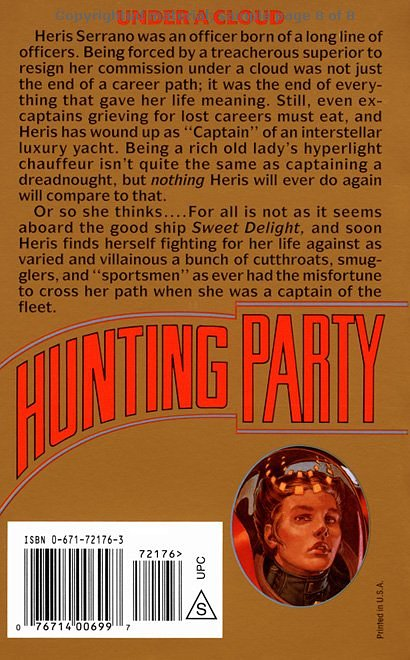 Copyrighted Material Page 8 of 8
UNDER A CLOUD
Heris Serrano was an officer born of a long line of
officers. Being forced by a treacherous superior to
resign her commission under a cloud was not just
the end of a career path; it was the end of every-
thing that gave her life meaning. Still, even ex-
captains grieving for lost careers must eat, and
Heris has wound up as "Captain" of an interstellar
luxury yacht. Being a rich old lady's hyperlight
chauffeur isn't quite the same as captaining a
dreadnought, but nothing Heris will ever do again
will compare to that.
Or so she thinks....For all is not as it seems
aboard the good ship Sweet Delight, and soon
Heris finds herself fighting for her life against as
varied and villainous a bunch of cutthroats, smug-
glers, and "sportsmen" as ever had the misfortune
to cross her path when she was a captain of the
fleet.
HUNTING PARTY
ISBN 0-671-72176-3
72176>
0 76714 00699 7
UPC
S
Printed in U.S.A.